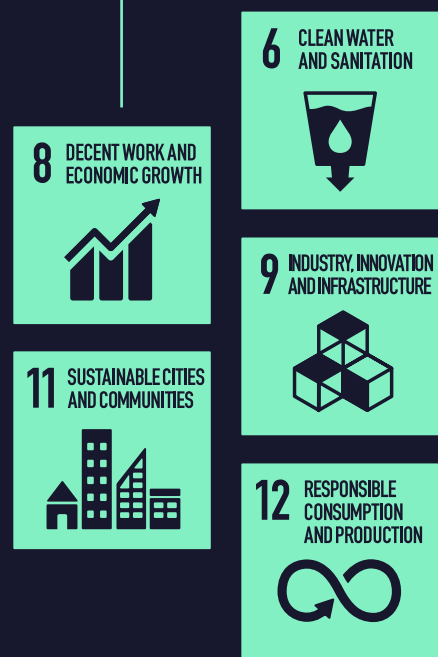 6 CLEAN WATER
AND SANITATION
8 DECENT WORK AND
ECONOMIC GROWTH
9 INDUSTRY, INNOVATION
AND INFRASTRUCTURE
11 SUSTAINABLE CITIES
AND COMMUNITIES
12 RESPONSIBLE
CONSUMPTION
AND PRODUCTION